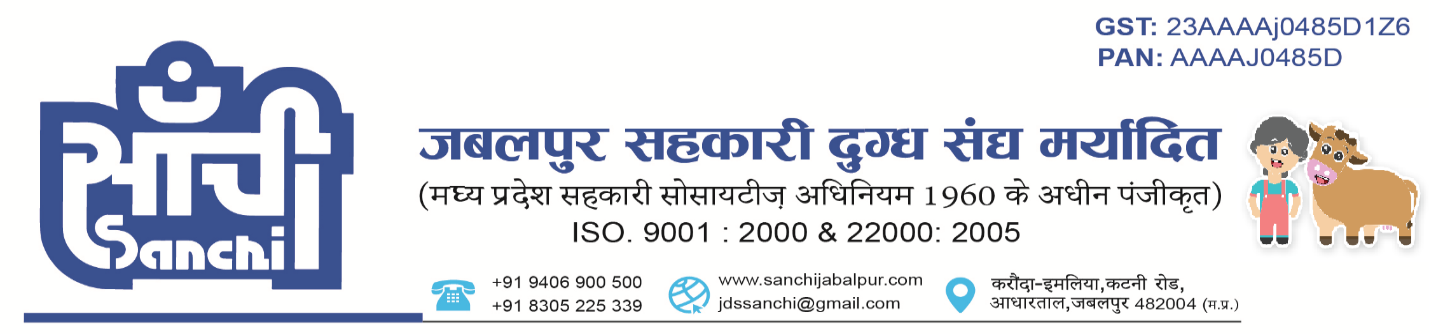 GST: 23AAAAj0485D1Z6
PAN: AAAAJ0485D
साँची
Sanchi
जबलपुर सहकारी दुग्ध संद्य मर्यादित
(मघ्य प्रदेश सहकारी सोसायटीज़ अधिनियम 1960 के अधीन पंजीकृत)
ISO. 9001 : 2000 & 22000: 2005
+91 9406 900 500
+91 8305 225 339
www.sanchijabalpur.com
jdssanchi@gmail.com
करौंदा-इमलिया,कटनी रोड,
आधारताल,जबलपुर 482004 (म.प्र.)